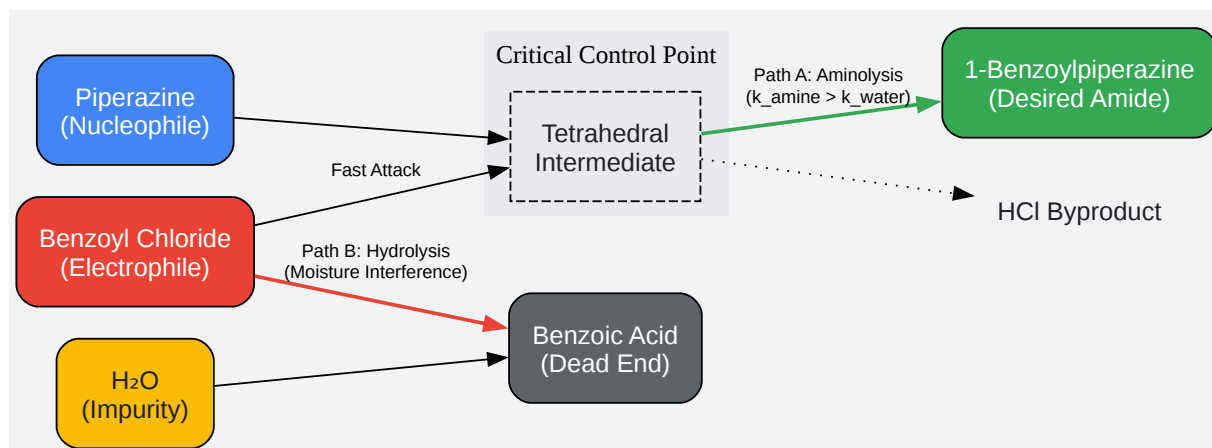 Piperazine
(Nucleophile)
Benzoyl Chloride
(Electrophile)
H₂O
(Impurity)
Fast Attack
Path B: Hydrolysis
(Moisture Interference)
Critical Control Point
Tetrahedral
Intermediate
Benzoic Acid
(Dead End)
Path A: Aminolysis
(k_amine > k_water)
1-Benzoylpiperazine
(Desired Amide)
HCl Byproduct